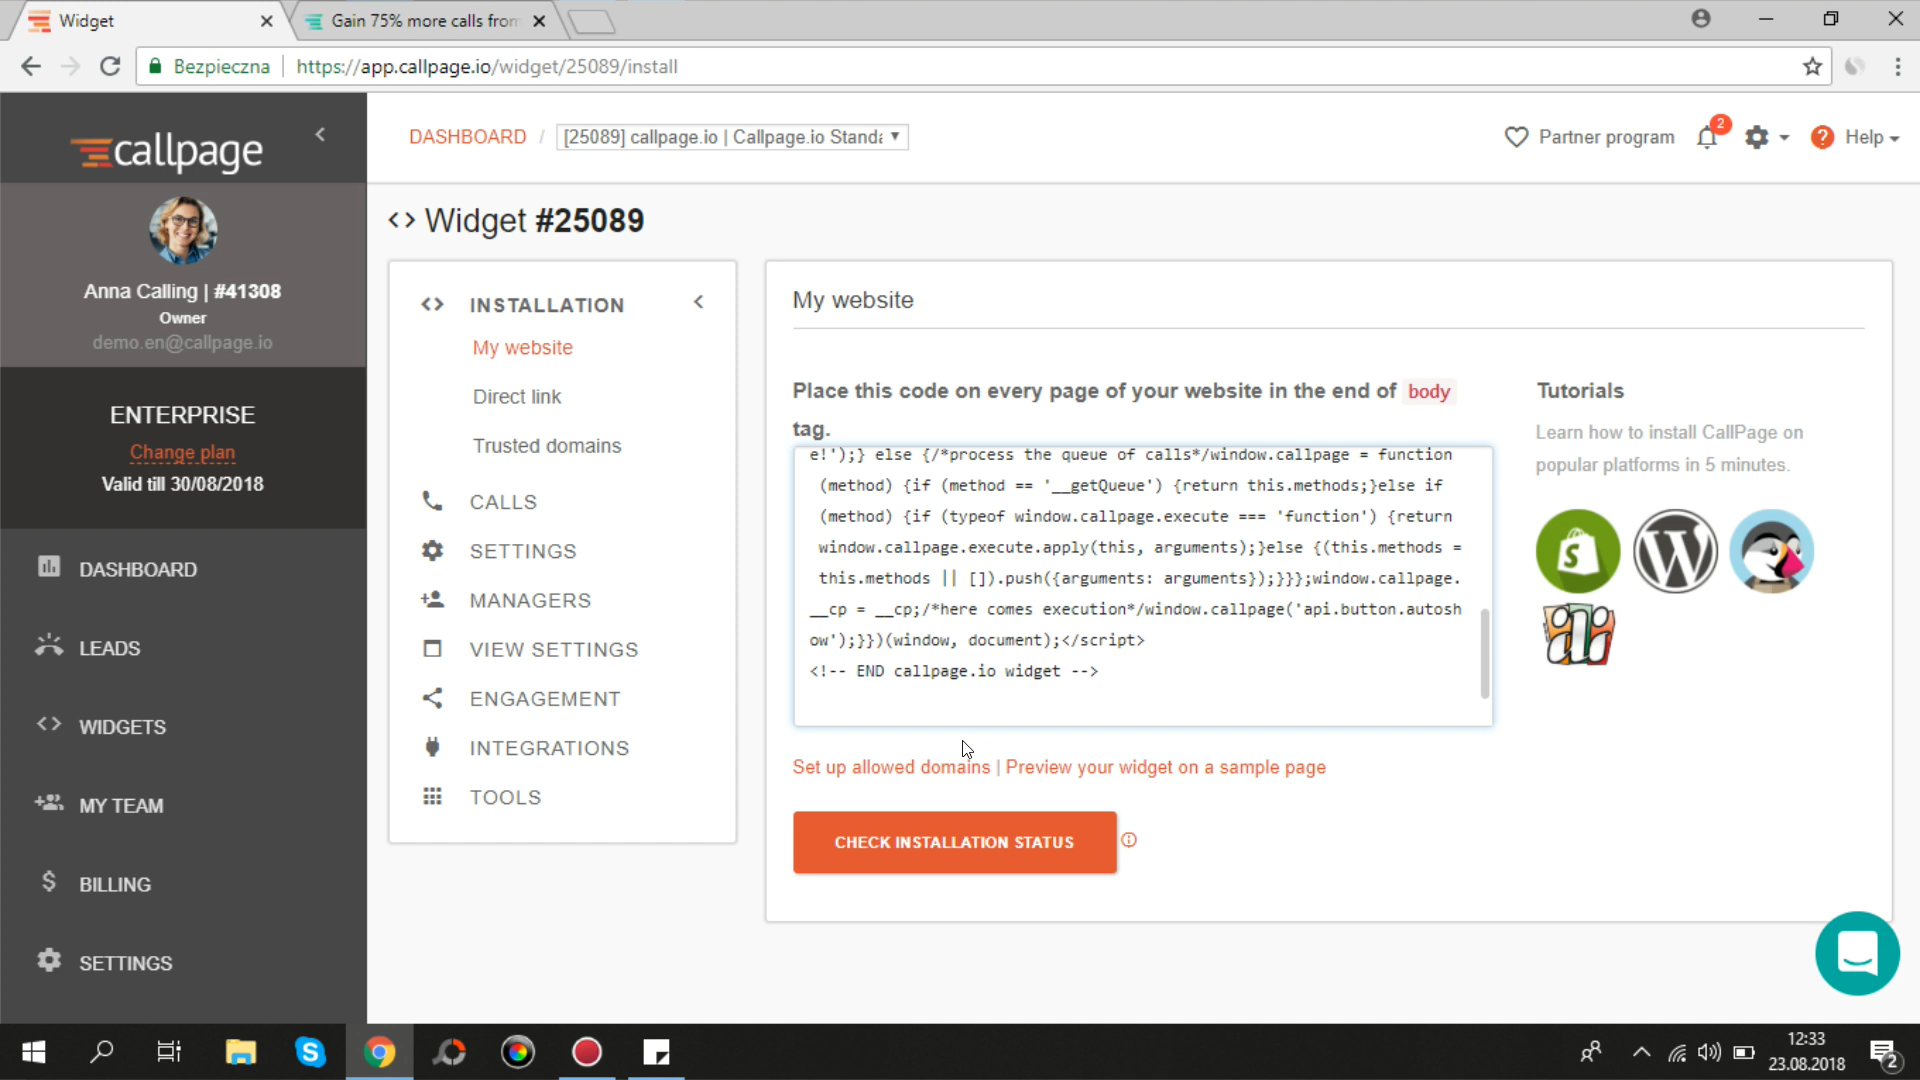 Widget
Gain 75% more calls from
Bezpieczna
https://app.callpage.io/widget/25089/install
callpage
DASHBOARD / [25089] callpage.io | Callpage.io Standa
Partner program
2
Help
Anna Calling | #41308
Owner
demo.en@callpage.io
ENTERPRISE
Change plan
Valid till 30/08/2018
DASHBOARD
LEADS
WIDGETS
MY TEAM
BILLING
SETTINGS
<> Widget #25089
INSTALLATION
My website
Direct link
Trusted domains
CALLS
SETTINGS
MANAGERS
VIEW SETTINGS
ENGAGEMENT
INTEGRATIONS
TOOLS
My website
Place this code on every page of your website in the end of body
tag.
e!');} else {/*process the queue of calls*/window.callpage = function
(method) {if (method == '__getQueue') {return this.methods;}else if
(method) {if (typeof window.callpage.execute === 'function') {return
window.callpage.execute.apply(this, arguments);}else {(this.methods =
this.methods || []).push({arguments: arguments});}}};window.callpage.
__cp = __cp;/*here comes execution*/window.callpage('api.button.autosh
ow');}})(window, document);</script>
<!-- END callpage.io widget -->
Set up allowed domains | Preview your widget on a sample page
CHECK INSTALLATION STATUS
Tutorials
Learn how to install CallPage on
popular platforms in 5 minutes.
12:33
23.08.2018
2